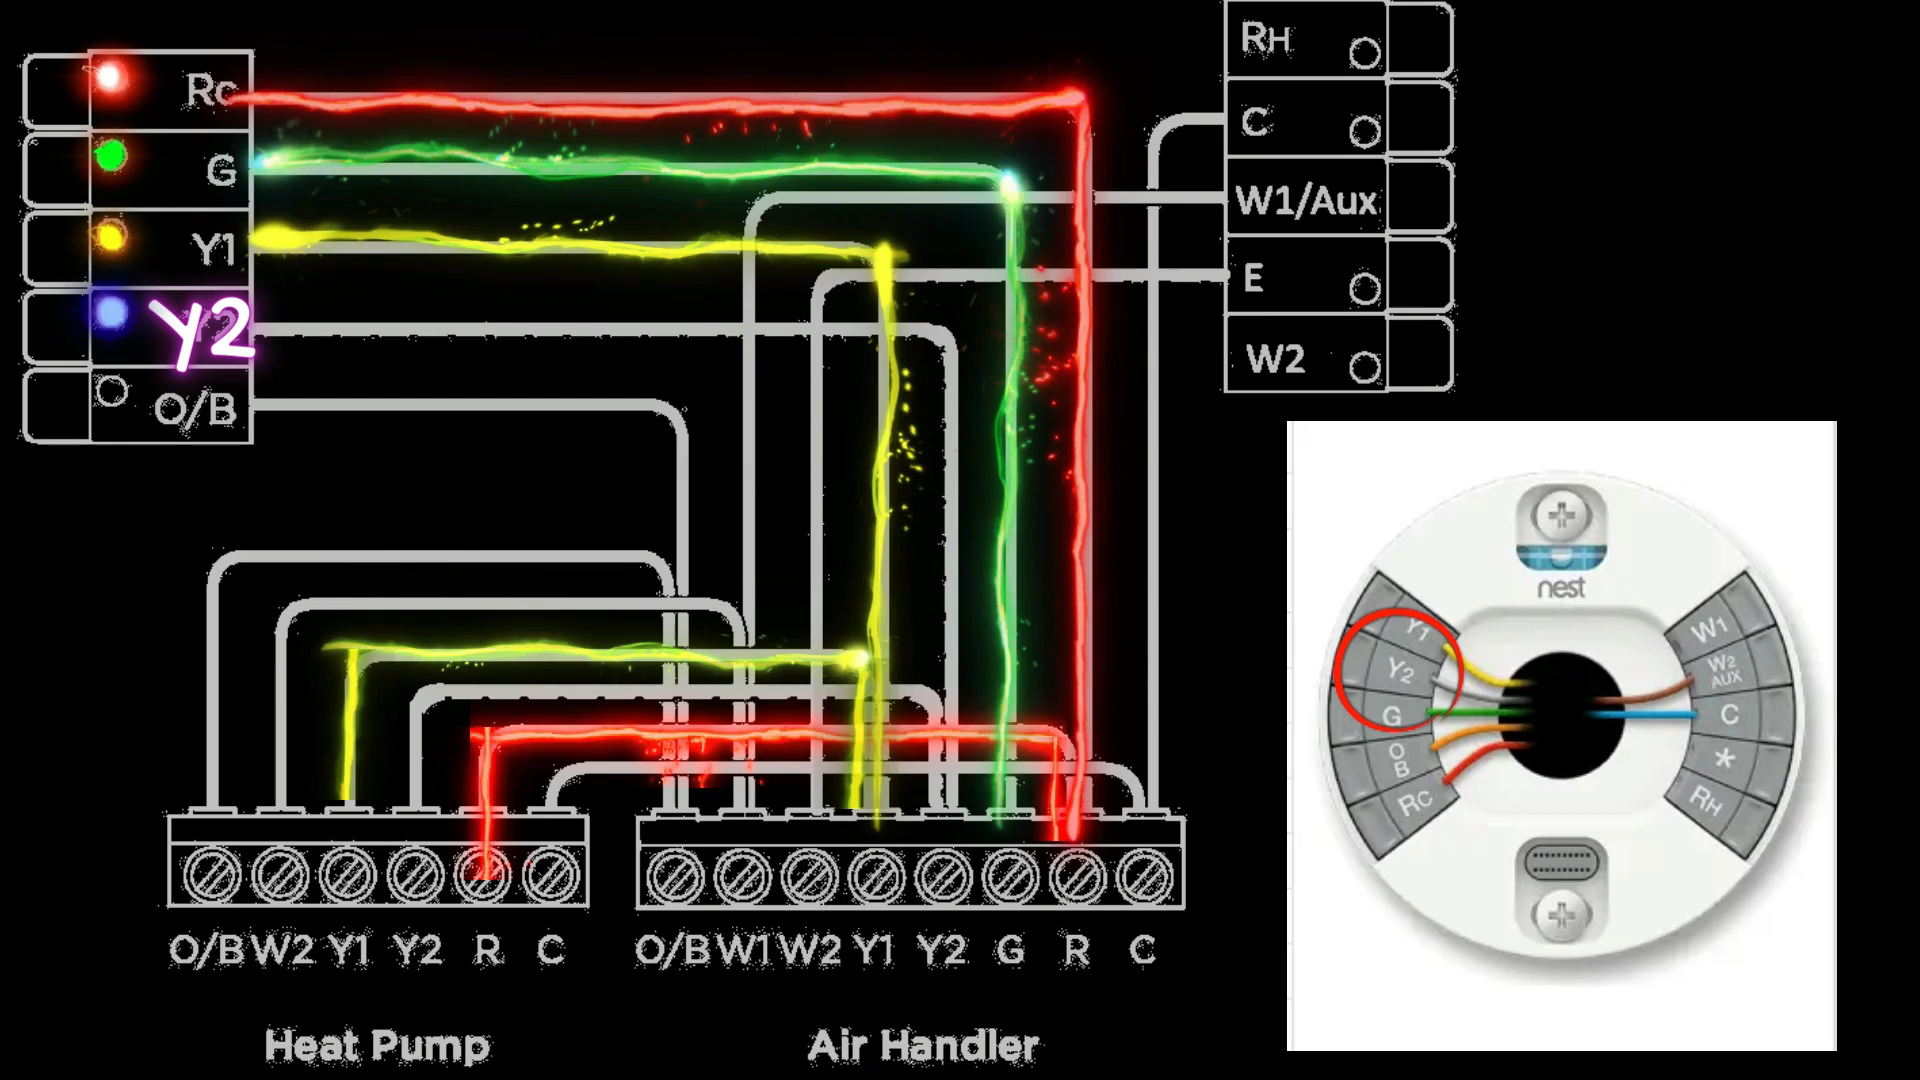 Rc
G
Y1
Y2
O/B
RH
C
W1/Aux
E
W2
nest
Y1
Y2
G
O
B
Rc
W1
W2
AUX
C
*
RH
O/B W2 Y1 Y2 R C
O/B W1 W2 Y1 Y2 G R C
Heat Pump
Air Handler